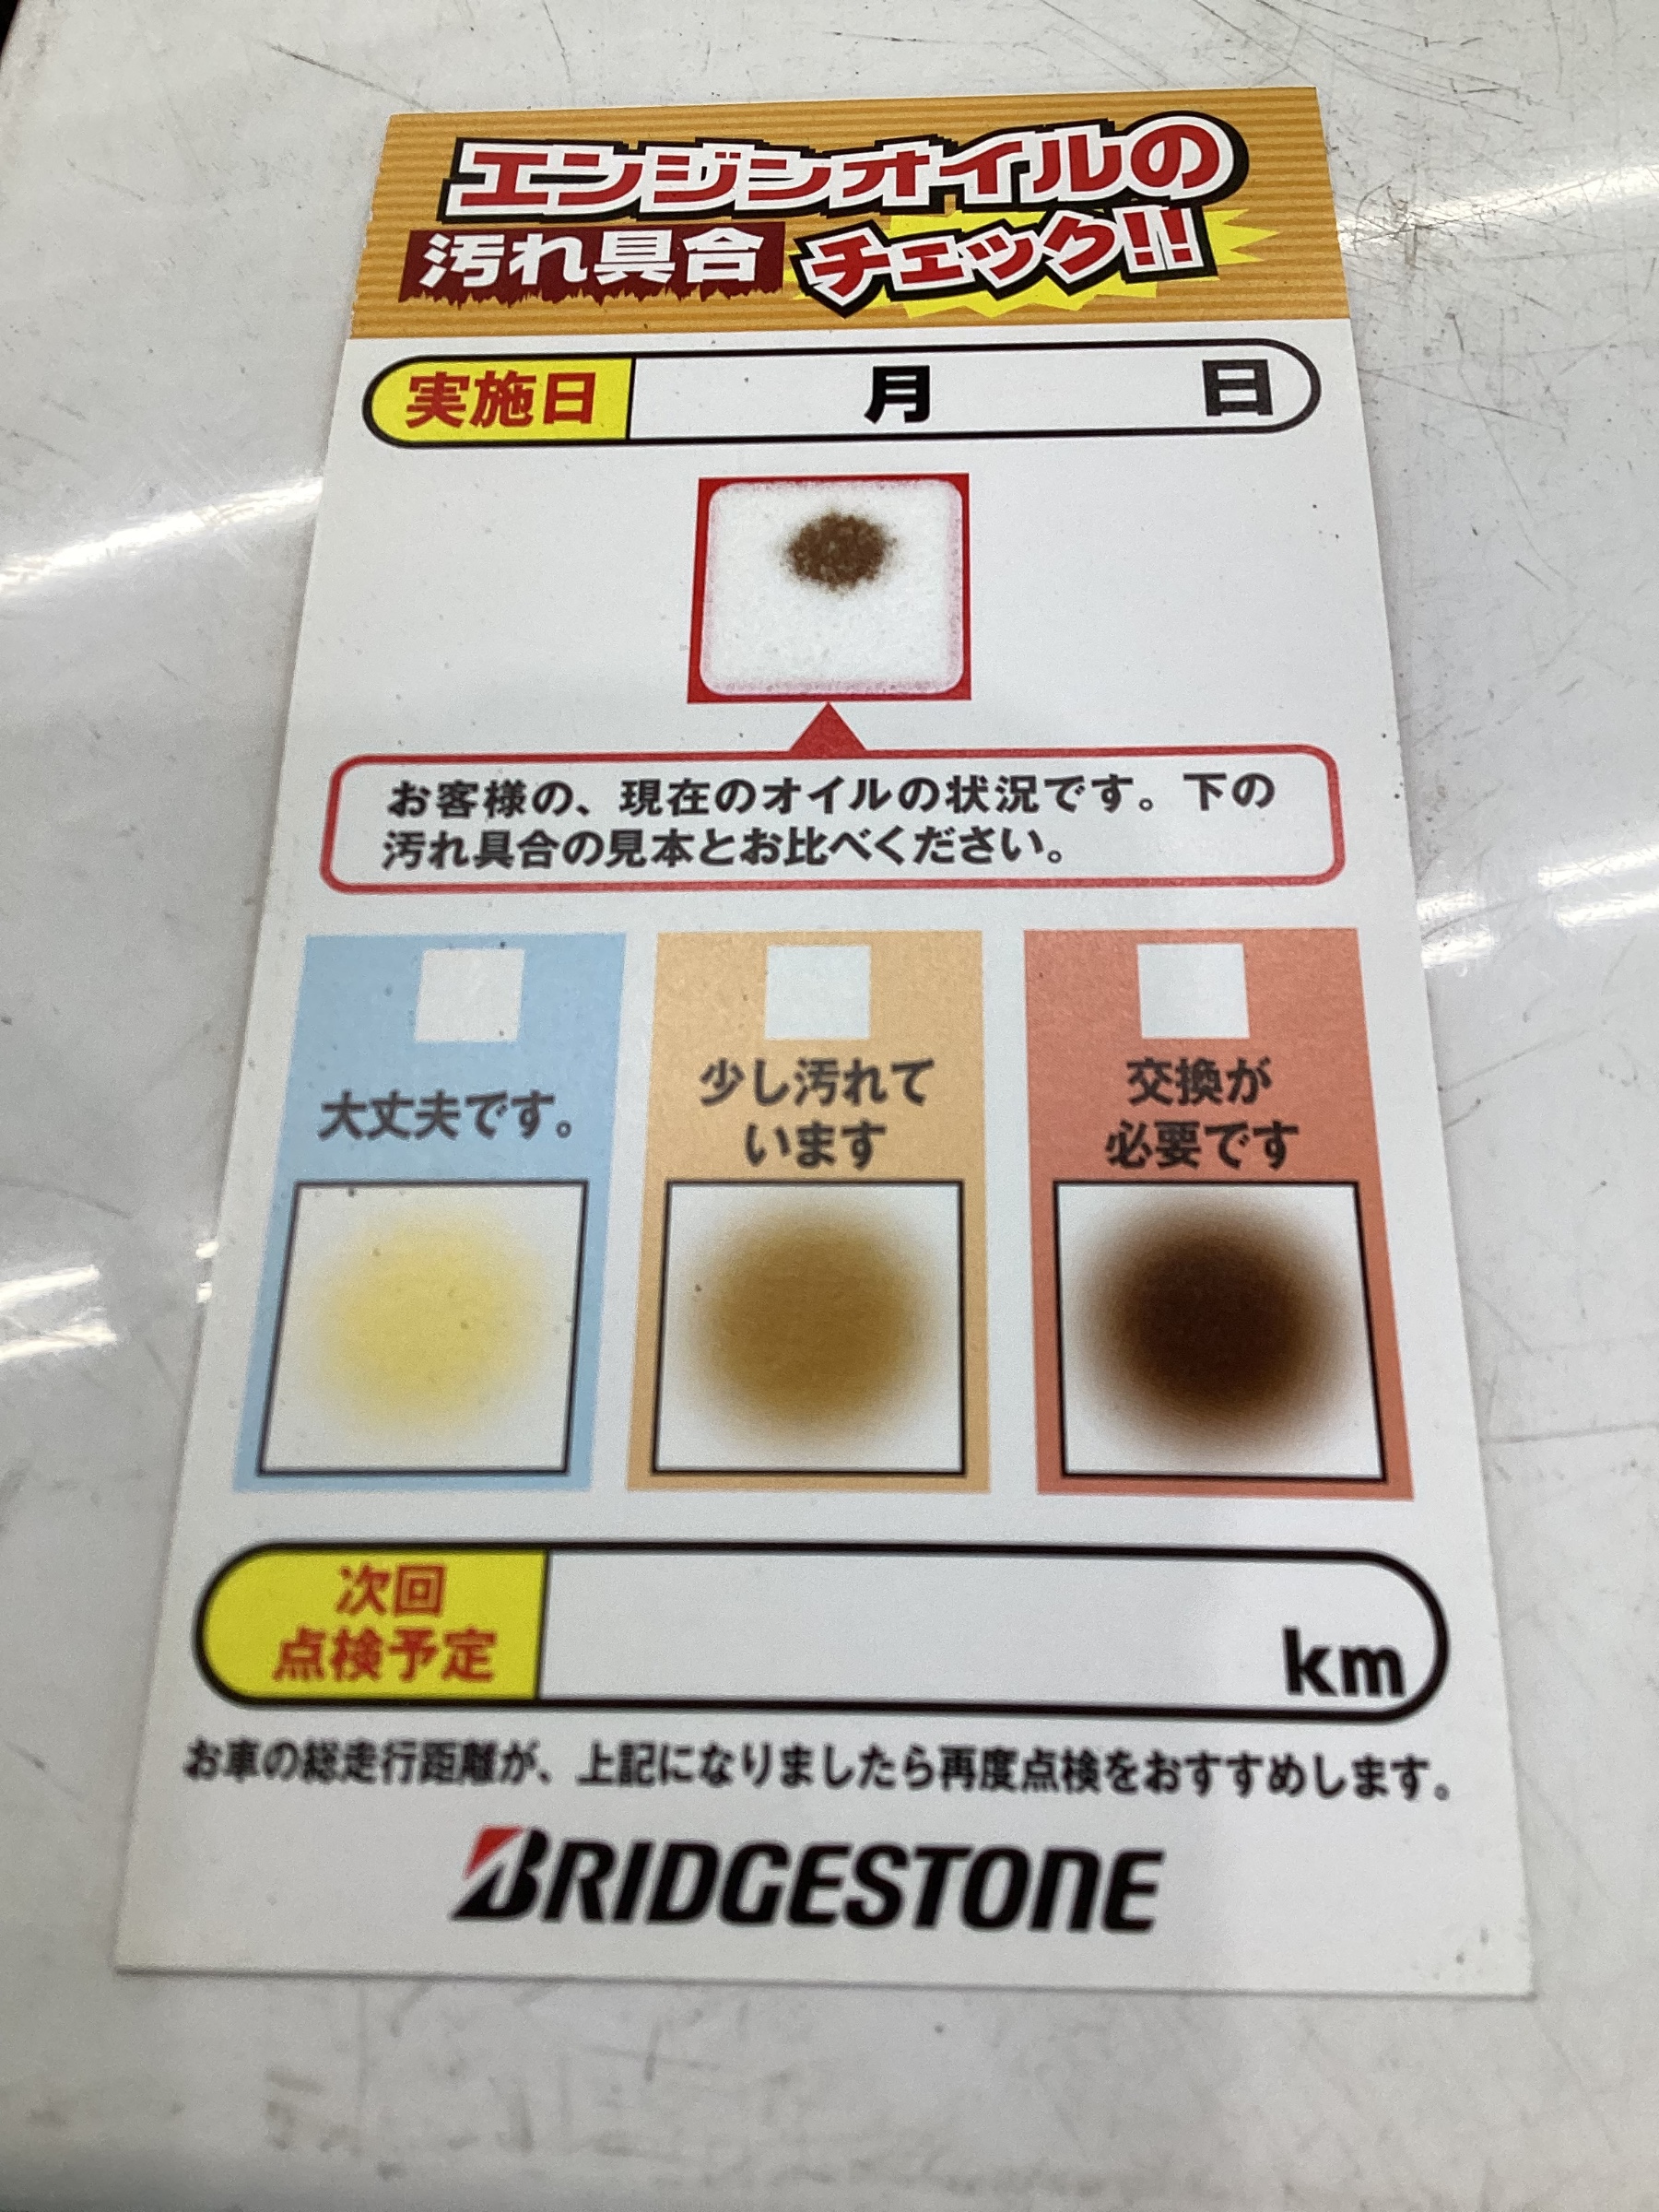 エンジンオイルの
汚れ具合 チェック!!
実施日 月 日
お客様の、現在のオイルの状況です。下の
汚れ具合の見本とお比べください。
大丈夫です。
少し汚れて
います
交換が
必要です
次回
点検予定
km
お車の総走行距離が、上記になりましたら再度点検をおすすめします。
BRIDGESTONE